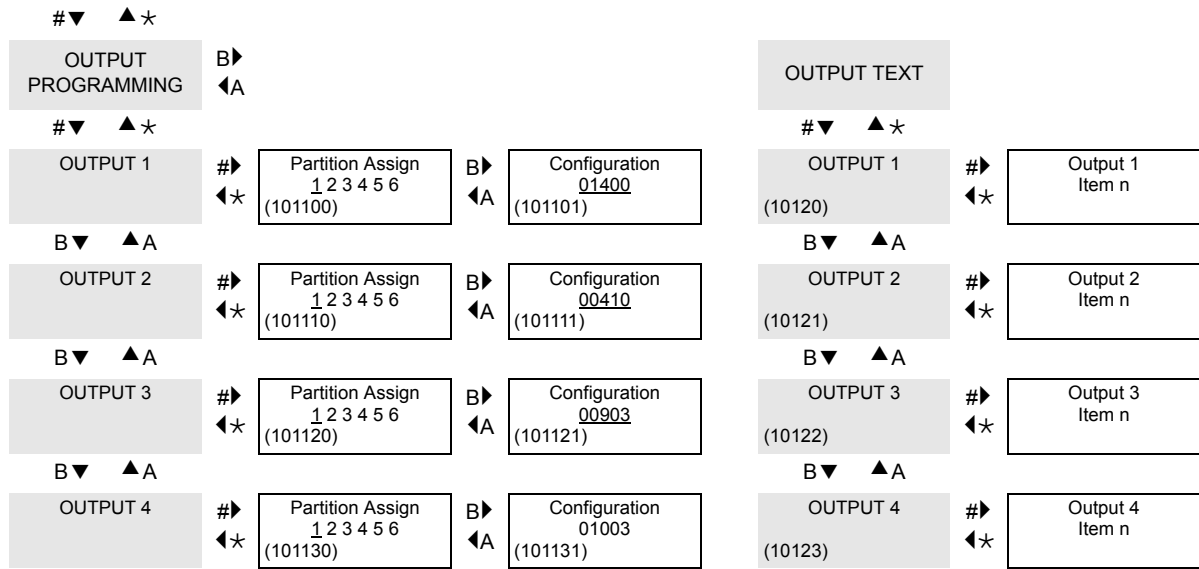 #▼ ▲*
OUTPUT
PROGRAMMING
B▶
◀A
OUTPUT TEXT
#▼ ▲*
#▼ ▲*
OUTPUT 1
#▶
◀*
Partition Assign
1 2 3 4 5 6
(101100)
B▶
◀A
Configuration
01400
(101101)
OUTPUT 1
(10120)
#▶
◀*
Output 1
Item n
B▼ ▲A
B▼ ▲A
OUTPUT 2
#▶
◀*
Partition Assign
1 2 3 4 5 6
(101110)
B▶
◀A
Configuration
00410
(101111)
OUTPUT 2
(10121)
#▶
◀*
Output 2
Item n
B▼ ▲A
B▼ ▲A
OUTPUT 3
#▶
◀*
Partition Assign
1 2 3 4 5 6
(101120)
B▶
◀A
Configuration
00903
(101121)
OUTPUT 3
(10122)
#▶
◀*
Output 3
Item n
B▼ ▲A
B▼ ▲A
OUTPUT 4
#▶
◀*
Partition Assign
1 2 3 4 5 6
(101130)
B▶
◀A
Configuration
01003
(101131)
OUTPUT 4
(10123)
#▶
◀*
Output 4
Item n